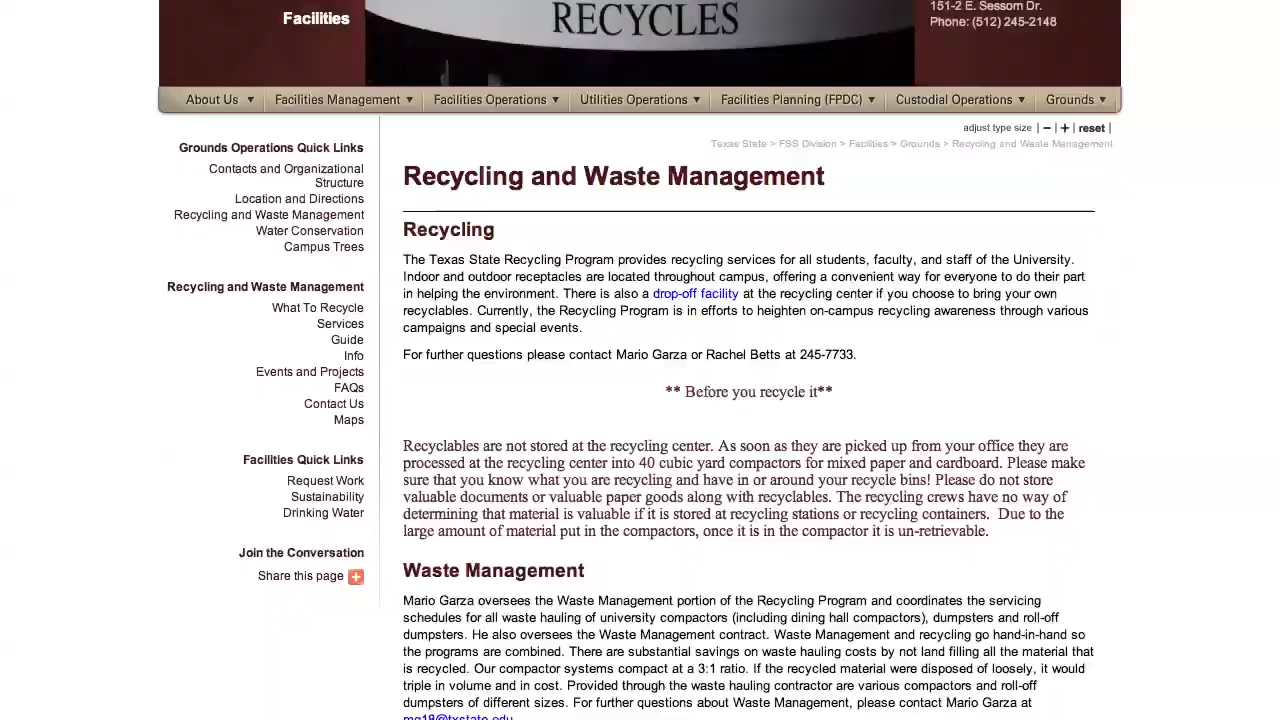 RECYCLES
Facilities
151-2 E. Sessom Dr.
Phone: (512) 245-2148
About Us ▼ Facilities Management ▼ Facilities Operations ▼ Utilities Operations ▼ Facilities Planning (FPDC) ▼ Custodial Operations ▼ Grounds ▼
adjust type size | − | + | reset |
Texas State > FSS Division > Facilities > Grounds > Recycling and Waste Management
Grounds Operations Quick Links
Contacts and Organizational
Structure
Location and Directions
Recycling and Waste Management
Water Conservation
Campus Trees
Recycling and Waste Management
What To Recycle
Services
Guide
Info
Events and Projects
FAQs
Contact Us
Maps
Facilities Quick Links
Request Work
Sustainability
Drinking Water
Join the Conversation
Share this page +
Recycling and Waste Management
Recycling
The Texas State Recycling Program provides recycling services for all students, faculty, and staff of the University.
Indoor and outdoor receptacles are located throughout campus, offering a convenient way for everyone to do their part
in helping the environment. There is also a drop-off facility at the recycling center if you choose to bring your own
recyclables. Currently, the Recycling Program is in efforts to heighten on-campus recycling awareness through various
campaigns and special events.
For further questions please contact Mario Garza or Rachel Betts at 245-7733.
** Before you recycle it**
Recyclables are not stored at the recycling center. As soon as they are picked up from your office they are
processed at the recycling center into 40 cubic yard compactors for mixed paper and cardboard. Please make
sure that you know what you are recycling and have in or around your recycle bins! Please do not store
valuable documents or valuable paper goods along with recyclables. The recycling crews have no way of
determining that material is valuable if it is stored at recycling stations or recycling containers. Due to the
large amount of material put in the compactors, once it is in the compactor it is un-retrievable.
Waste Management
Mario Garza oversees the Waste Management portion of the Recycling Program and coordinates the servicing
schedules for all waste hauling of university compactors (including dining hall compactors), dumpsters and roll-off
dumpsters. He also oversees the Waste Management contract. Waste Management and recycling go hand-in-hand so
the programs are combined. There are substantial savings on waste hauling costs by not land filling all the material that
is recycled. Our compactor systems compact at a 3:1 ratio. If the recycled material were disposed of loosely, it would
triple in volume and in cost. Provided through the waste hauling contractor are various compactors and roll-off
dumpsters of different sizes. For further questions about Waste Management, please contact Mario Garza at
mg18@txstate.edu.